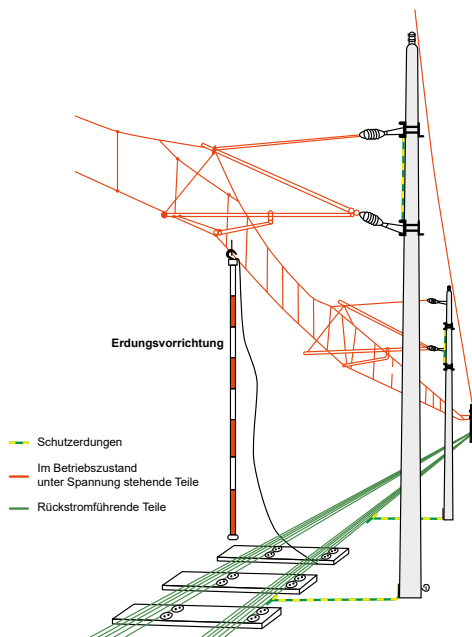 Erdungsvorrichtung
Schutzerdungen
Im Betriebszustand
unter Spannung stehende Teile
Rückstromführende Teile